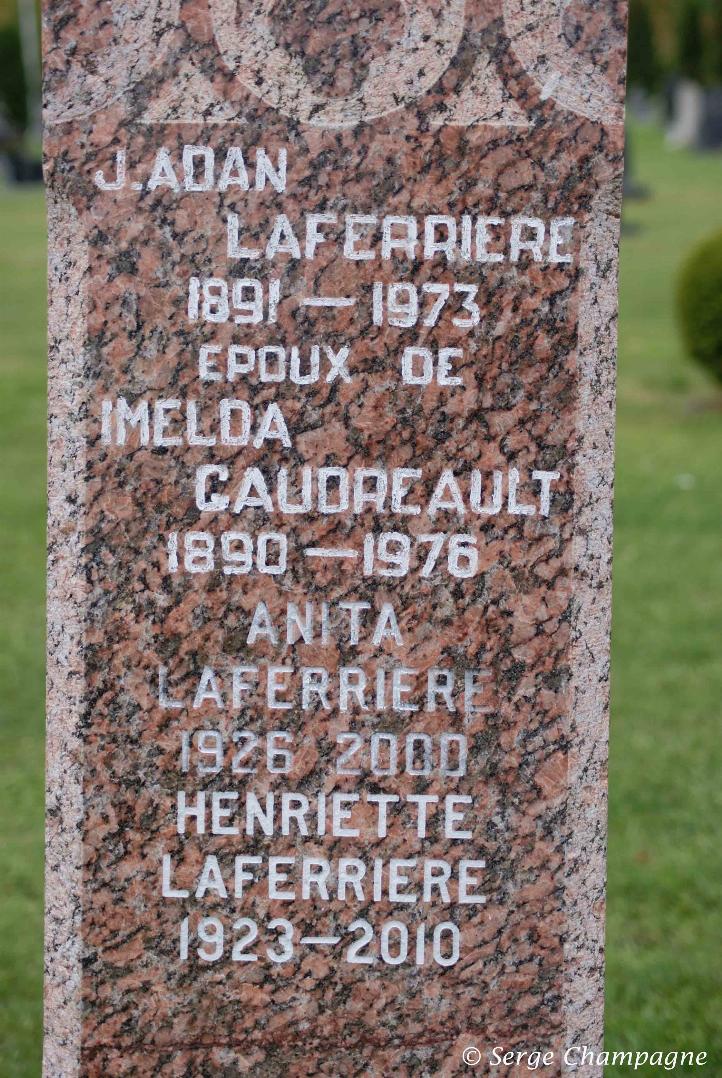 J. ADAN
LAFERRIERE
1891 — 1973
EPOUX DE
IMELDA
GAUDREAULT
1890 — 1976
ANITA
LAFERRIERE
1926 2000
HENRIETTE
LAFERRIERE
1923 — 2010
© Serge Champagne